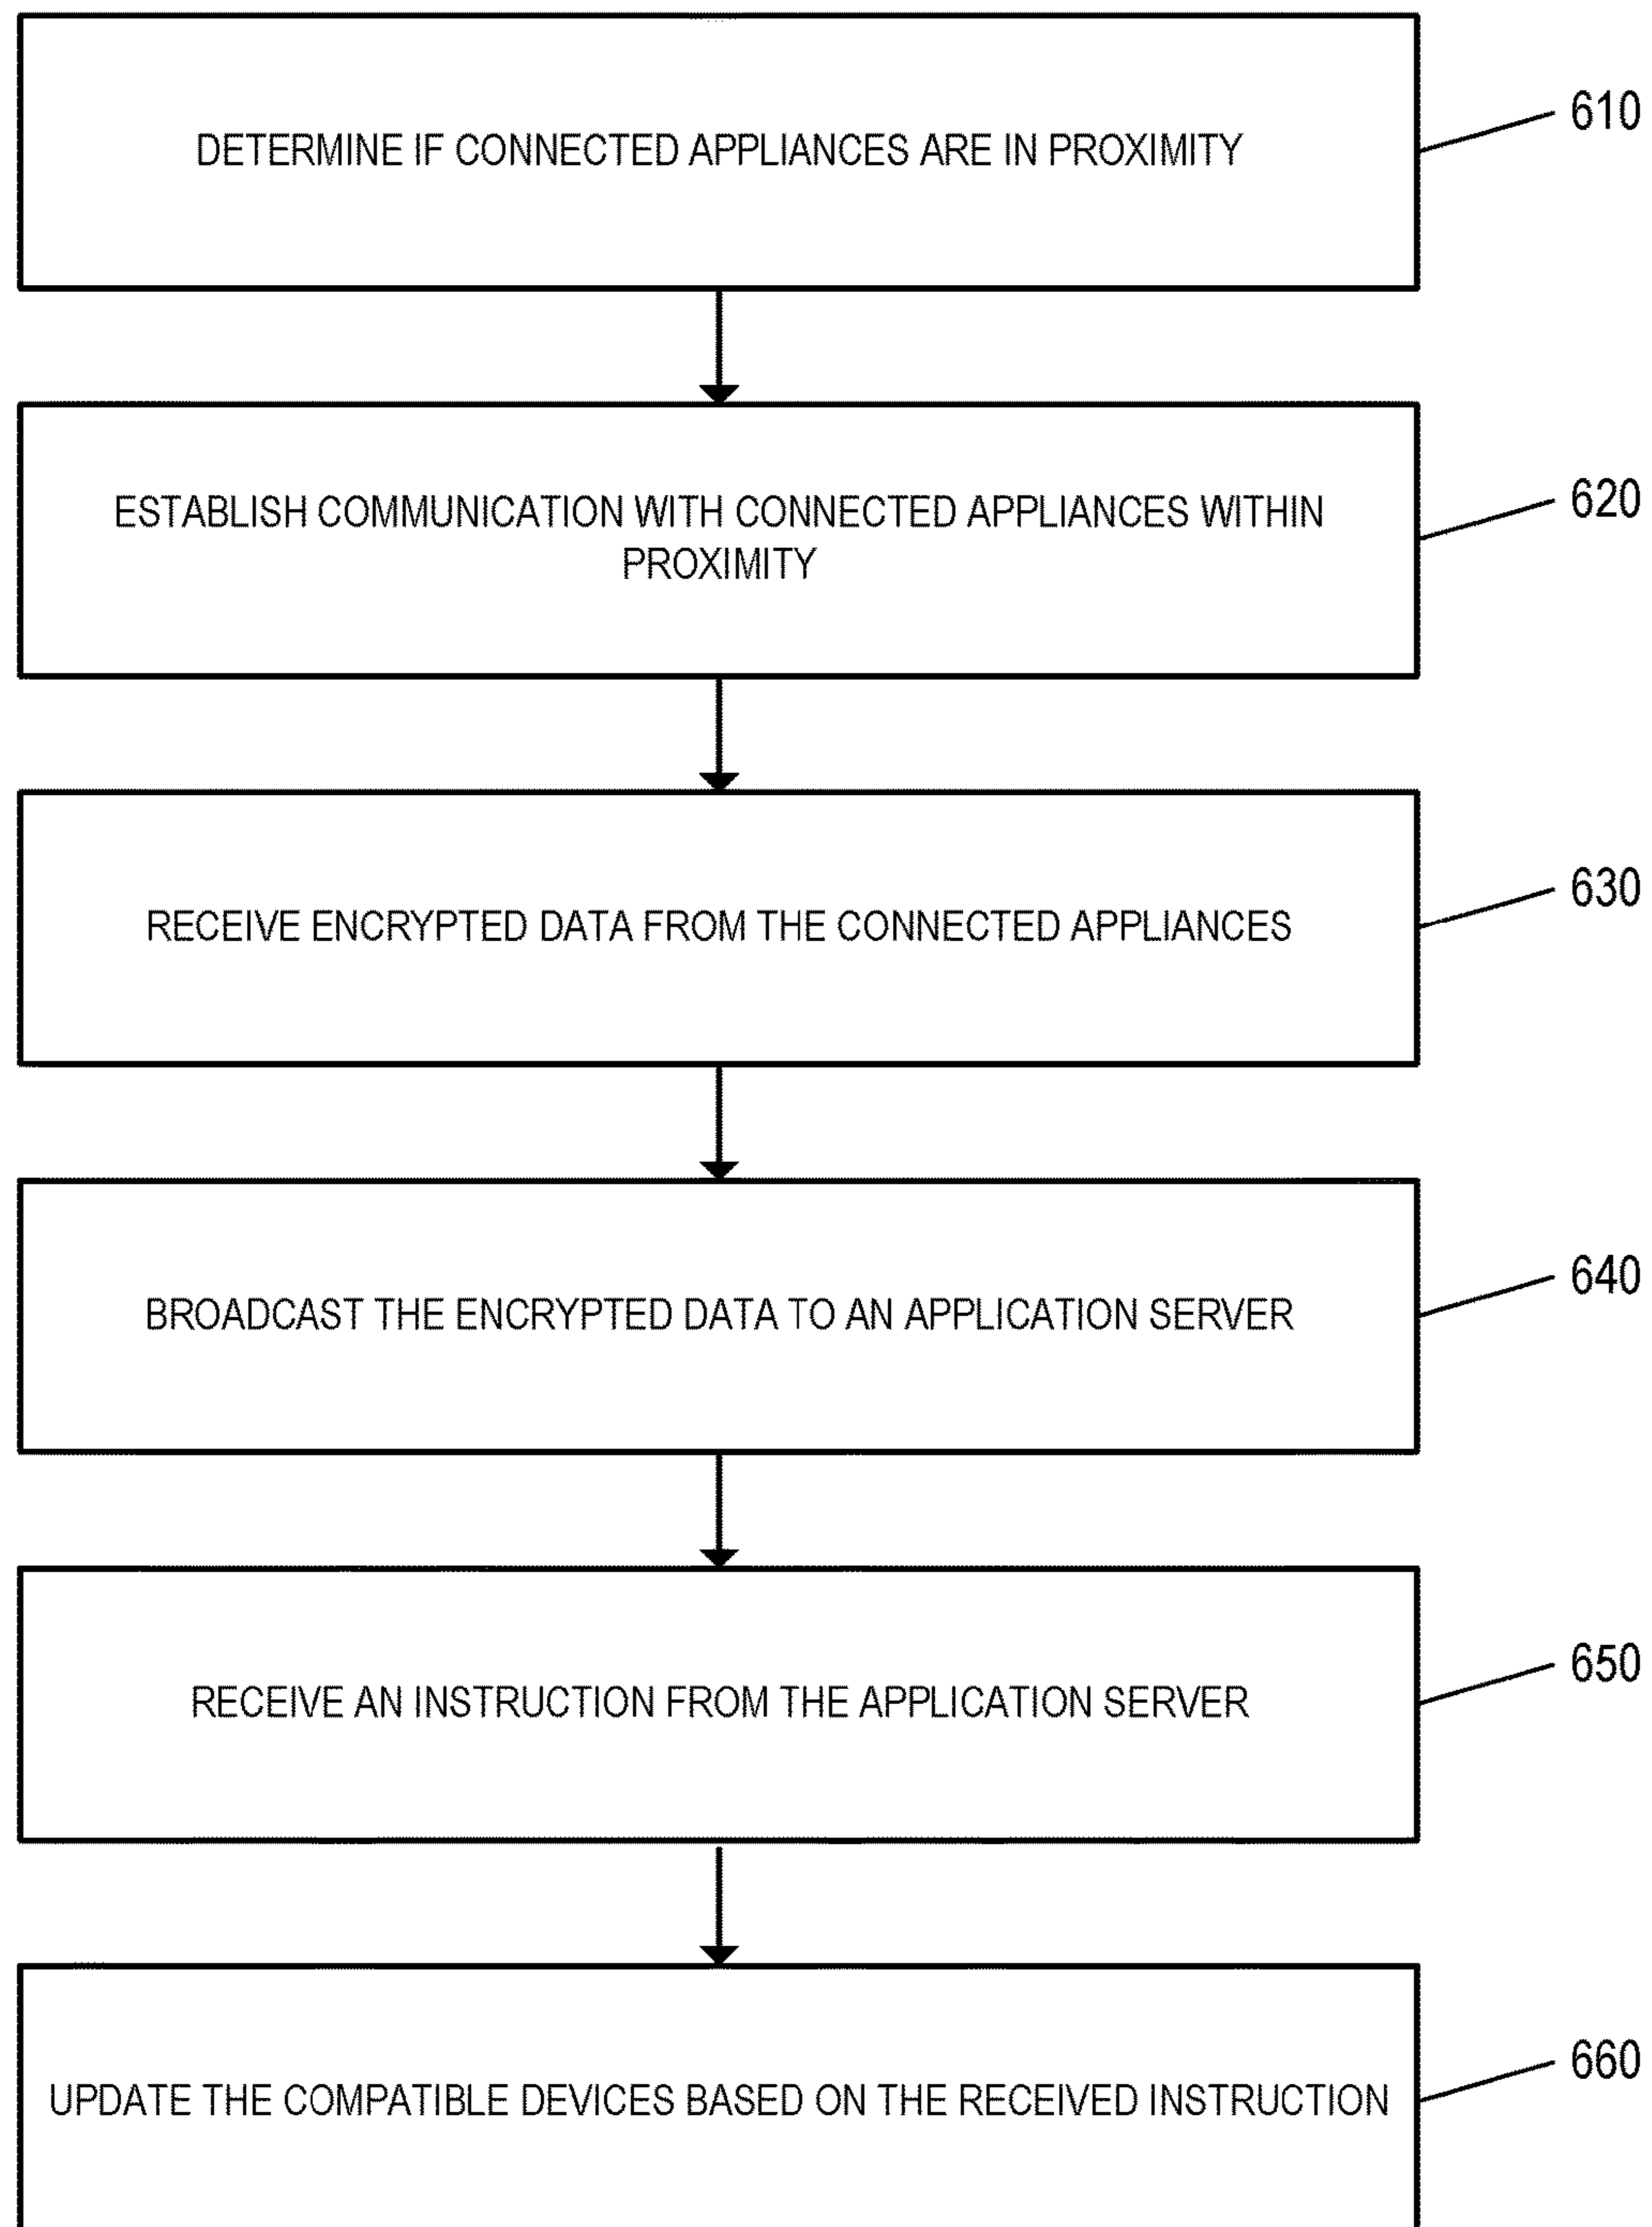 DETERMINE IF CONNECTED APPLIANCES ARE IN PROXIMITY
610
ESTABLISH COMMUNICATION WITH CONNECTED APPLIANCES WITHIN
PROXIMITY
620
RECEIVE ENCRYPTED DATA FROM THE CONNECTED APPLIANCES
630
BROADCAST THE ENCRYPTED DATA TO AN APPLICATION SERVER
640
RECEIVE AN INSTRUCTION FROM THE APPLICATION SERVER
650
UPDATE THE COMPATIBLE DEVICES BASED ON THE RECEIVED INSTRUCTION
660